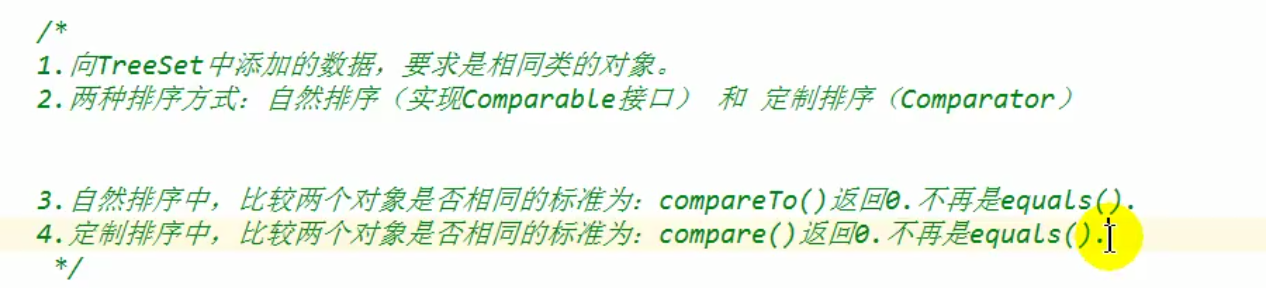 /*
1.向TreeSet中添加的数据，要求是相同类的对象。
2.两种排序方式：自然排序（实现Comparable接口） 和 定制排序（Comparator）
3.自然排序中，比较两个对象是否相同的标准为：compareTo()返回0.不再是equals().
4.定制排序中，比较两个对象是否相同的标准为：compare()返回0.不再是equals().
*/